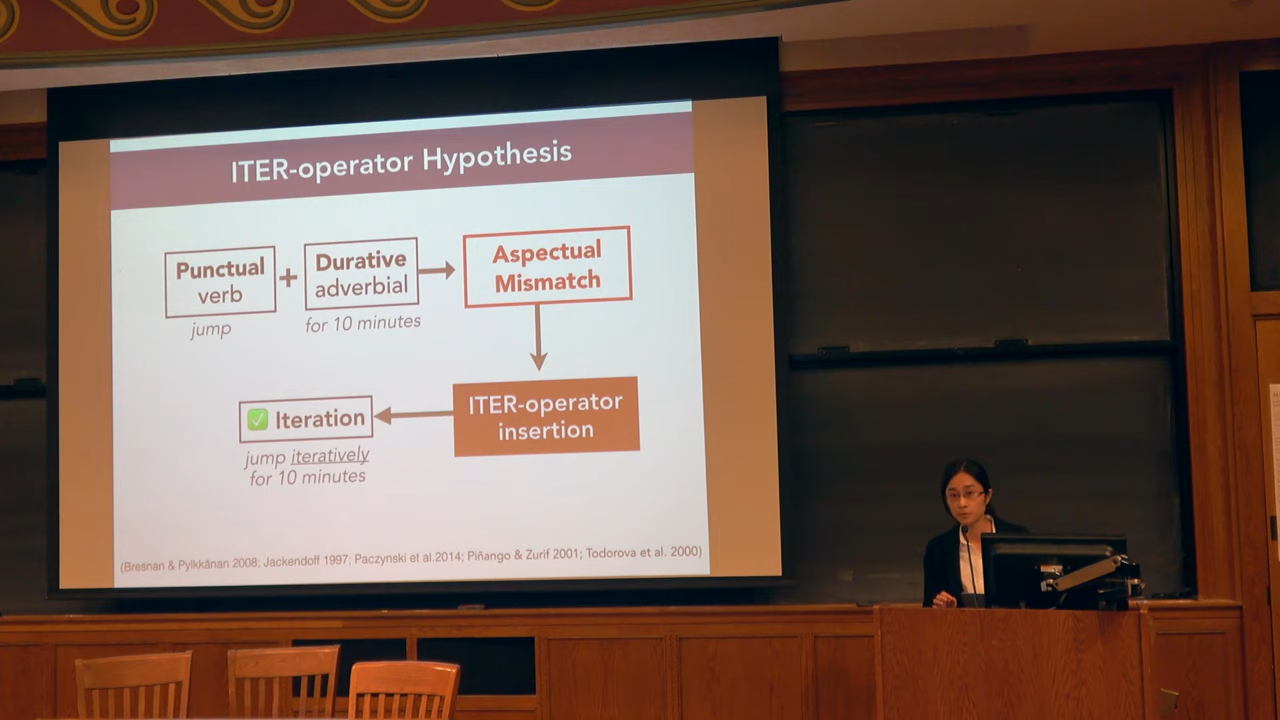 ITER-operator Hypothesis
Punctual
verb
+
Durative
adverbial
Aspectual
Mismatch
jump
for 10 minutes
ITER-operator
insertion
✅ Iteration
jump iteratively
for 10 minutes
(Bresnan & Pylkkänan 2008; Jackendoff 1997; Paczynski et al.2014; Piñango & Zurif 2001; Todorova et al. 2000)